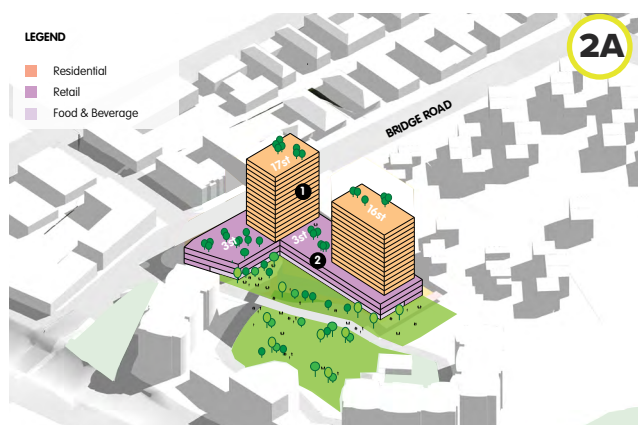 LEGEND
Residential
Retail
Food & Beverage
2A
BRIDGE ROAD
17st
1
16st
3st
3st
2